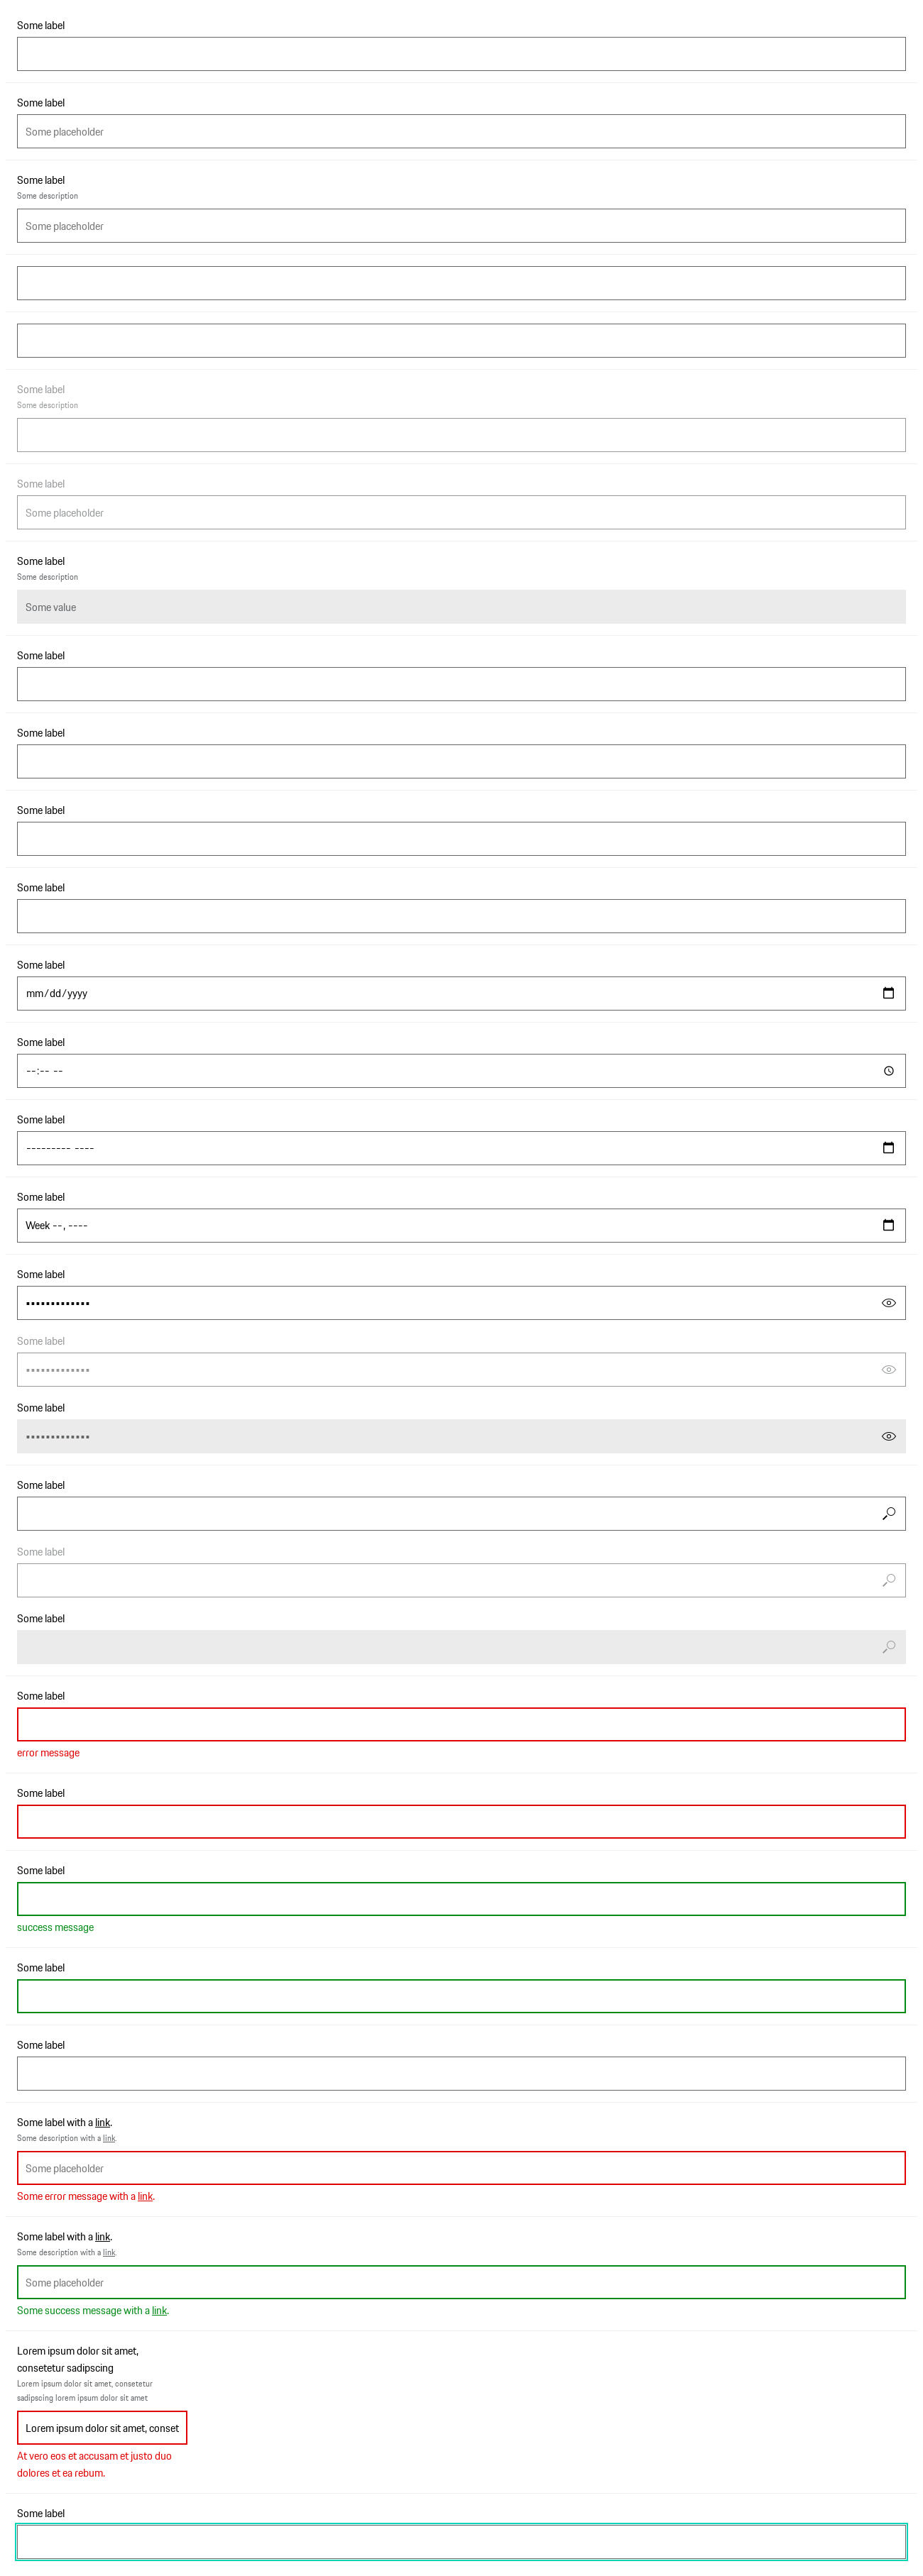 Some label
Some label
Some placeholder
Some label
Some description
Some placeholder
Some label
Some description
Some label
Some placeholder
Some label
Some description
Some value
Some label
Some label
Some label
Some label
Some label
mm/dd/yyyy
Some label
--:-- --
Some label
--------- ----
Some label
Week --, ----
Some label
•••••••••••••
Some label
•••••••••••••
Some label
•••••••••••••
Some label
Some label
Some label
Some label
error message
Some label
Some label
success message
Some label
Some label
Some label with a link.
Some description with a link.
Some placeholder
Some error message with a link.
Some label with a link.
Some description with a link.
Some placeholder
Some success message with a link.
Lorem ipsum dolor sit amet,
consetetur sadipscing
Lorem ipsum dolor sit amet, consetetur
sadipscing lorem ipsum dolor sit amet
Lorem ipsum dolor sit amet, conset
At vero eos et accusam et justo duo
dolores et ea rebum.
Some label